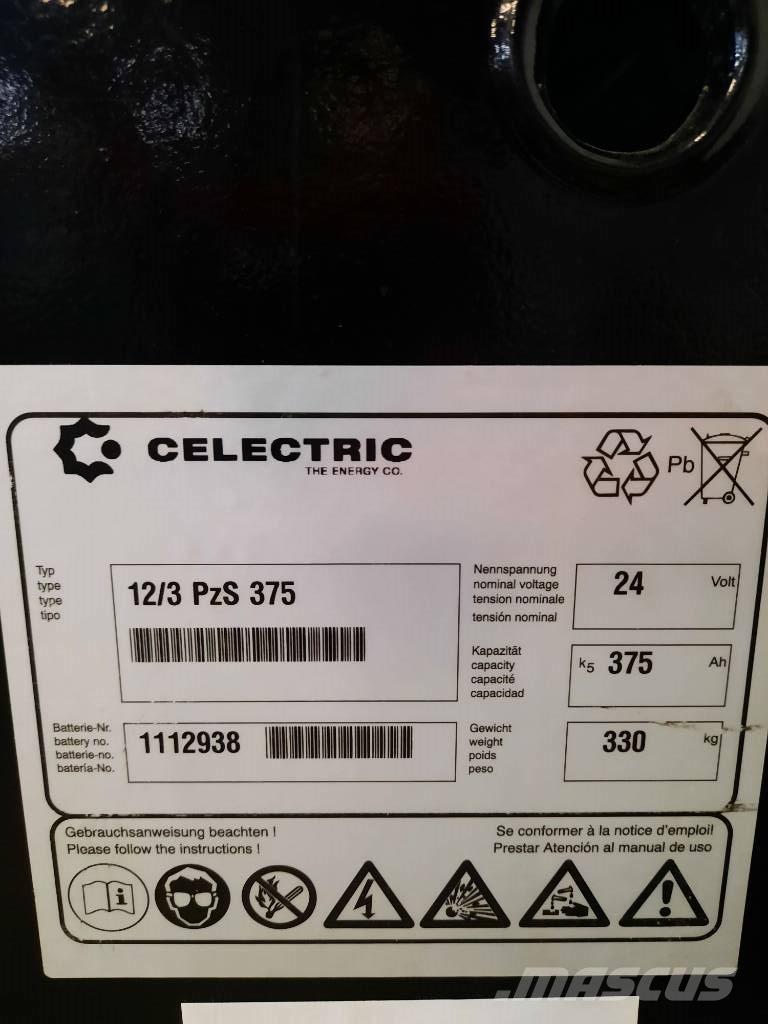 CELECTRIC
THE ENERGY CO.
Pb
Typ
type
type
tipo
12/3 PzS 375
Nennspannung
nominal voltage
tension nominale
tensión nominal
24 Volt
Kapazität
capacity
capacité
capacidad
k5 375 Ah
Batterie-Nr.
battery no.
batterie-no.
batería-No.
1112938
Gewicht
weight
poids
peso
330 kg
Gebrauchsanweisung beachten !
Please follow the instructions !
Se conformer à la notice d'emploi!
Prestar Atención al manual de uso
MASCUS